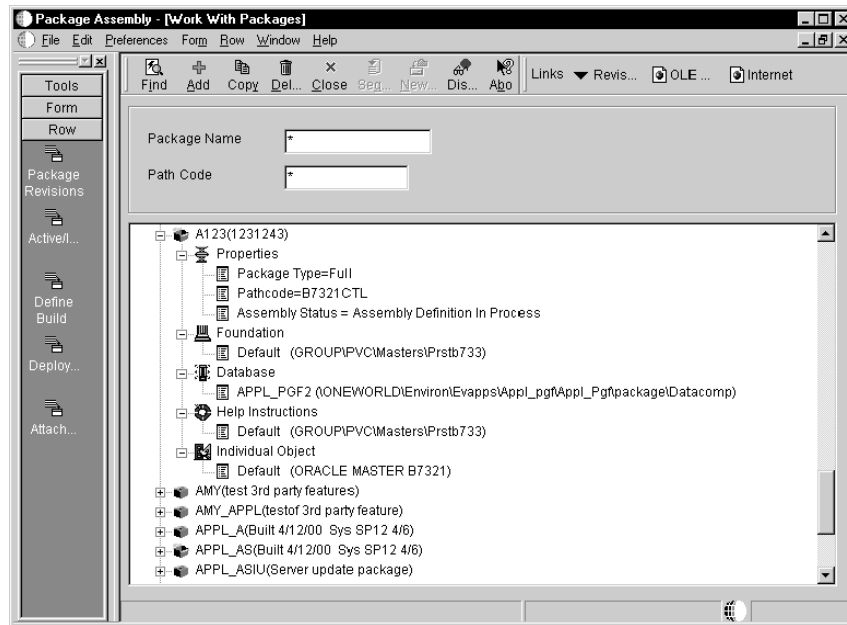 Package Assembly - [Work With Packages]
File Edit Preferences Form Row Window Help
Tools
Form
Row
Package Revisions
Active/I...
Define Build
Deploy...
Attach...
Find Add Copy Del... Close Seq... New... Dis... Abo Links Revis... OLE ... Internet
Package Name *
Path Code *
A123(1231243)
Properties
Package Type=Full
Pathcode=B7321CTL
Assembly Status = Assembly Definition In Process
Foundation
Default (GROUP\PVC\Masters\Prstb733)
Database
APPL_PGF2 (\ONEWORLD\Environ\Evapps\Appl_pgf\Appl_Pgf\package\Datacomp)
Help Instructions
Default (GROUP\PVC\Masters\Prstb733)
Individual Object
Default (ORACLE MASTER B7321)
AMY(test 3rd party features)
AMY_APPL(testof 3rd party feature)
APPL_A(Built 4/12/00 Sys SP12 4/6)
APPL_AS(Built 4/12/00 Sys SP12 4/6)
APPL_ASIU(Server update package)